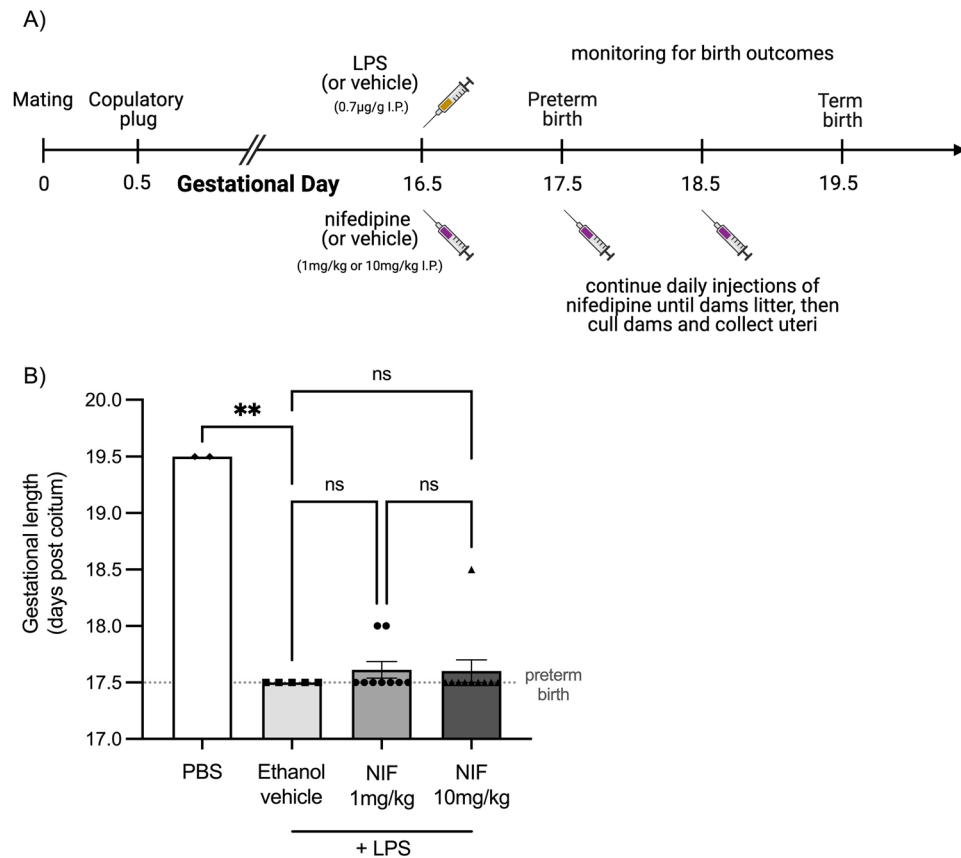 A)
LPS
(or vehicle)
(0.7µg/g I.P.)
monitoring for birth outcomes
Mating
Copulatory
plug
Preterm
birth
Term
birth
0
0.5
Gestational Day
16.5
17.5
18.5
19.5
nifedipine
(or vehicle)
(1mg/kg or 10mg/kg I.P.)
continue daily injections of
nifedipine until dams litter, then
cull dams and collect uteri
B)
Gestational length
(days post coitum)
20.0
19.5
19.0
18.5
18.0
17.5
17.0
**
ns
ns
ns
preterm
birth
PBS
Ethanol
vehicle
NIF
1mg/kg
NIF
10mg/kg
+ LPS